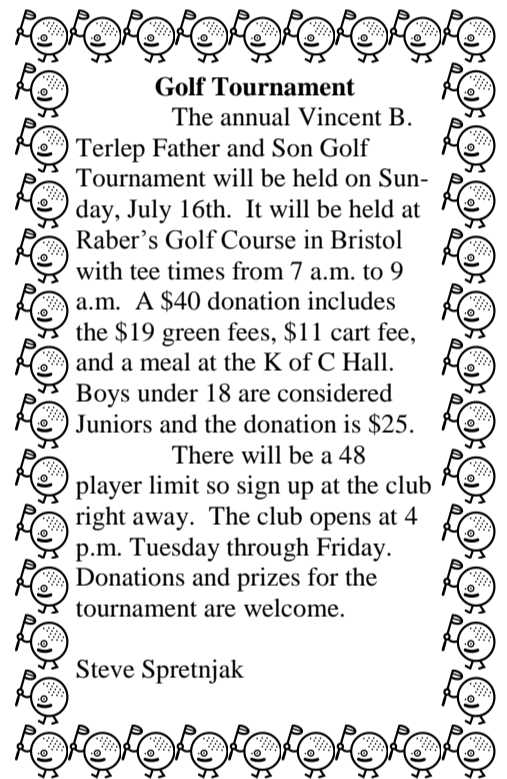 Golf Tournament
The annual Vincent B.
Terlep Father and Son Golf
Tournament will be held on Sun-
day, July 16th.  It will be held at
Raber’s Golf Course in Bristol
with tee times from 7 a.m. to 9
a.m.  A $40 donation includes
the $19 green fees, $11 cart fee,
and a meal at the K of C Hall.
Boys under 18 are considered
Juniors and the donation is $25.
There will be a 48
player limit so sign up at the club
right away.  The club opens at 4
p.m. Tuesday through Friday.
Donations and prizes for the
tournament are welcome.
Steve Spretnjak